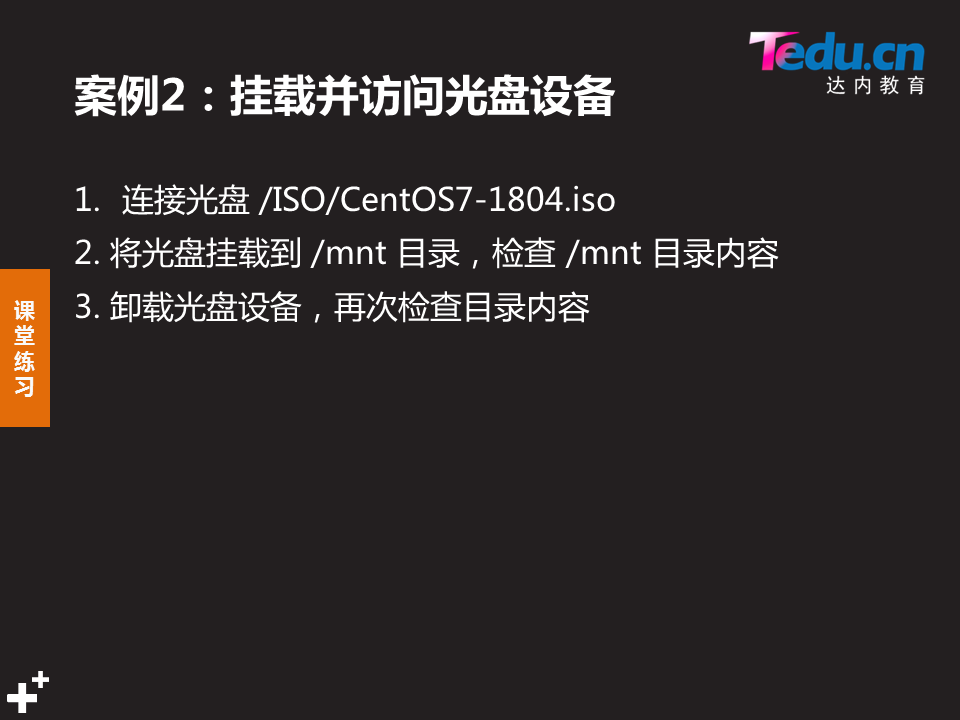 Tedu.cn
达内教育
案例2：挂载并访问光盘设备
1. 连接光盘 /ISO/CentOS7-1804.iso
2. 将光盘挂载到 /mnt 目录，检查 /mnt 目录内容
3. 卸载光盘设备，再次检查目录内容
课
堂
练
习